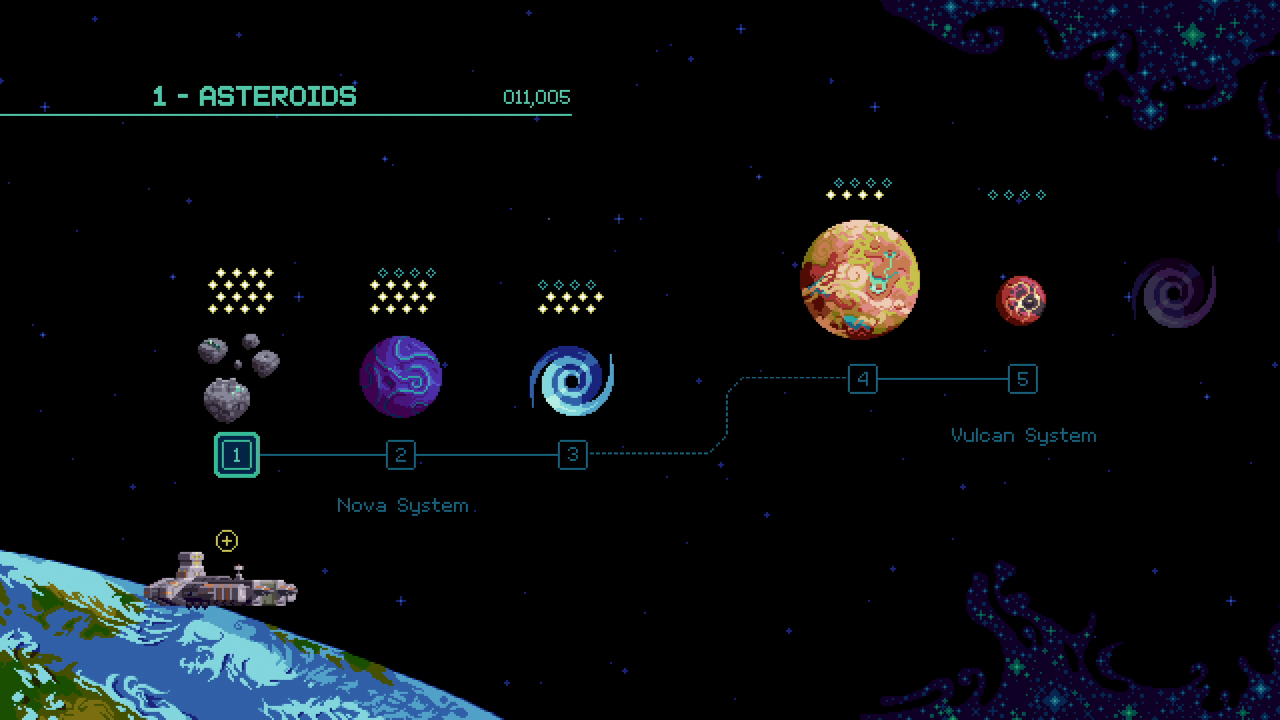 1 - ASTEROIDS 011,005
4 5
Vulcan System
1 2 3
Nova System